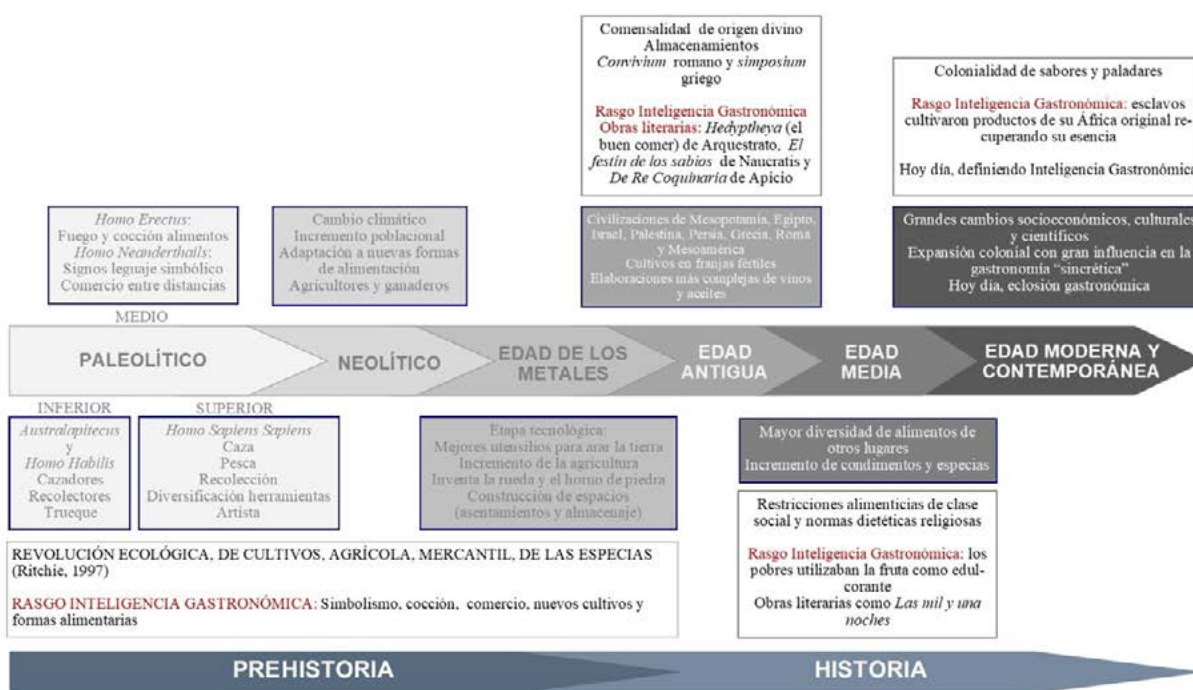 Comensalidad de origen divino
Almacenamientos
Convivium romano y simposium
griego
Rasgo Inteligencia Gastronómica
Obras literarias: Hedyptheya (el
buen comer) de Arquestrato, El
festín de los sabios de Naucratis y
De Re Coquinaria de Apicio
Colonialidad de sabores y paladares
Rasgo Inteligencia Gastronómica: esclavos
cultivaron productos de su África original re-
cuperando su esencia
Hoy día, definiendo Inteligencia Gastronómica
Homo Erectus:
Fuego y cocción alimentos
Homo Neanderthails:
Signos leguaje simbólico
Comercio entre distancias
Cambio climático
Incremento poblacional
Adaptación a nuevas formas
de alimentación
Agricultores y ganaderos
Civilizaciones de Mesopotamia, Egipto,
Israel, Palestina, Persia, Grecia, Roma
y Mesoamérica
Cultivos en franjas fértiles
Elaboraciones más complejas de vinos
y aceites
Grandes cambios socioeconómicos, culturales
y científicos
Expansión colonial con gran influencia en la
gastronomía “sincrética”
Hoy día, eclosión gastronómica
MEDIO
PALEOLÍTICO
NEOLÍTICO
EDAD DE LOS
METALES
EDAD
ANTIGUA
EDAD
MEDIA
EDAD MODERNA Y
CONTEMPORÁNEA
INFERIOR
Australapitecus
y
Homo Habilis
Cazadores
Recolectores
Trueque
SUPERIOR
Homo Sapiens Sapiens
Caza
Pesca
Recolección
Diversificación herramientas
Artista
Etapa tecnológica:
Mejores utensilios para arar la tierra
Incremento de la agricultura
Inventa la rueda y el horno de piedra
Construcción de espacios
(asentamientos y almacenaje)
Mayor diversidad de alimentos de
otros lugares
Incremento de condimentos y especias
Restricciones alimenticias de clase
social y normas dietéticas religiosas
Rasgo Inteligencia Gastronómica: los
pobres utilizaban la fruta como edul-
corante
Obras literarias como Las mil y una
noches
REVOLUCIÓN ECOLÓGICA, DE CULTIVOS, AGRÍCOLA, MERCANTIL, DE LAS ESPECIAS
(Ritchie, 1997)
RASGO INTELIGENCIA GASTRONÓMICA: Simbolismo, cocción, comercio, nuevos cultivos y
formas alimentarias
PREHISTORIA
HISTORIA